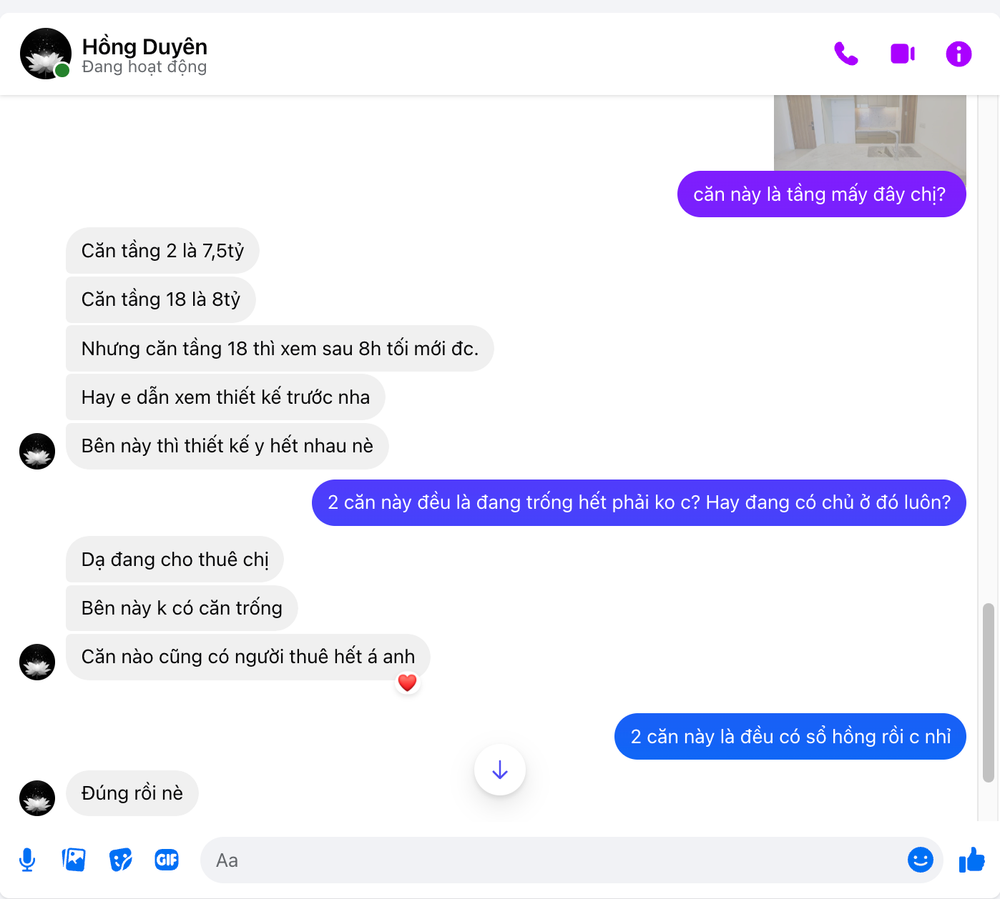 Hồng Duyên
Đang hoạt động
căn này là tầng mấy đây chị?
Căn tầng 2 là 7,5tỷ
Căn tầng 18 là 8tỷ
Nhưng căn tầng 18 thì xem sau 8h tối mới đc.
Hay e dẫn xem thiết kế trước nha
Bên này thì thiết kế y hết nhau nè
2 căn này đều là đang trống hết phải ko c? Hay đang có chủ ở đó luôn?
Dạ đang cho thuê chị
Bên này k có căn trống
Căn nào cũng có người thuê hết á anh
2 căn này là đều có sổ hồng rồi c nhỉ
Đúng rồi nè
GIF
Aa